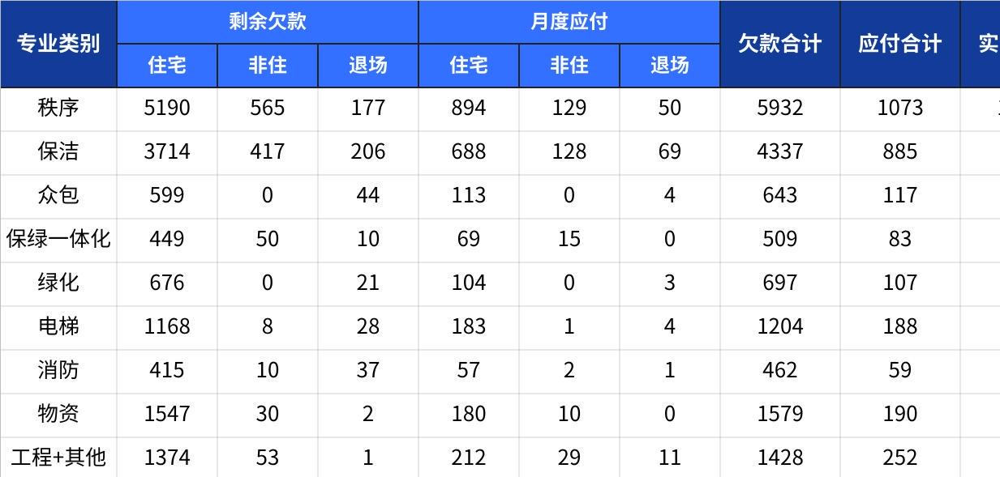 专业类别 剩余欠款 月度应付 欠款合计 应付合计 实
住宅 非住 退场 住宅 非住 退场
秩序 5190 565 177 894 129 50 5932 1073
保洁 3714 417 206 688 128 69 4337 885
众包 599 0 44 113 0 4 643 117
保绿一体化 449 50 10 69 15 0 509 83
绿化 676 0 21 104 0 3 697 107
电梯 1168 8 28 183 1 4 1204 188
消防 415 10 37 57 2 1 462 59
物资 1547 30 2 180 10 0 1579 190
工程+其他 1374 53 1 212 29 11 1428 252